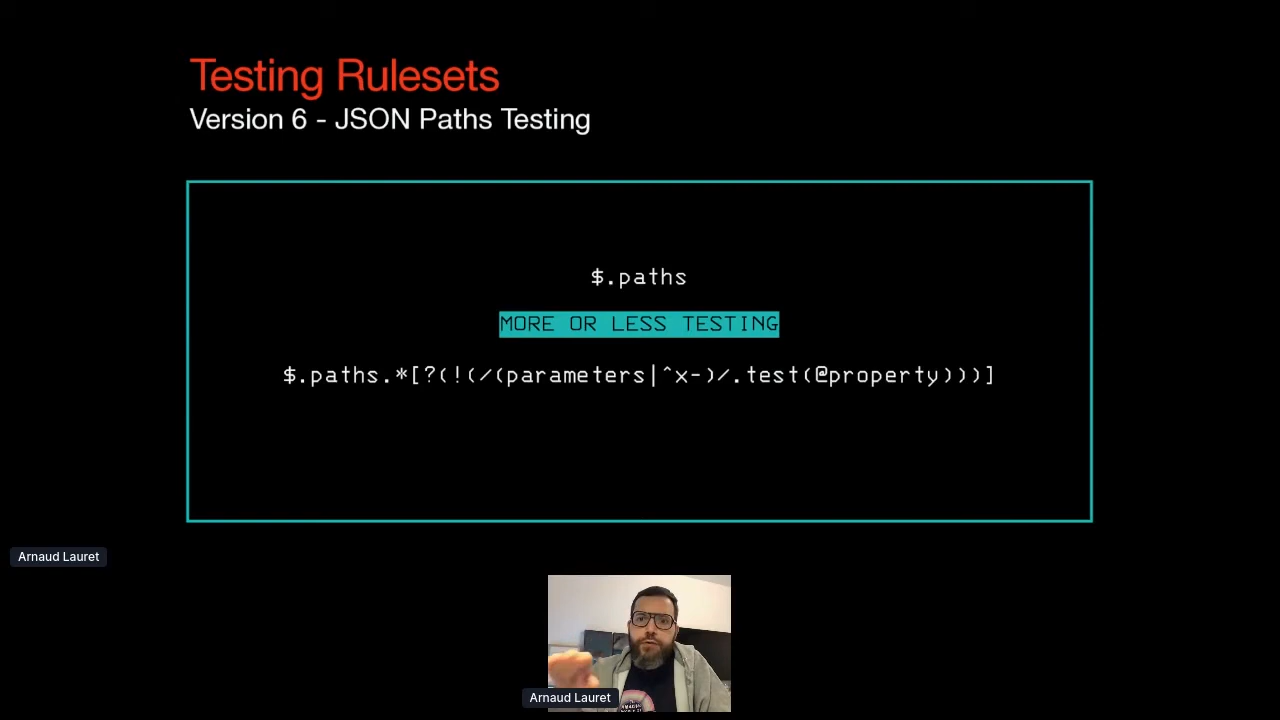 Testing Rulesets
Version 6 - JSON Paths Testing
$.paths
MORE OR LESS TESTING
$.paths.*[?(!(/(parameters|^x-)/.test(@property)))]
Arnaud Lauret
Arnaud Lauret